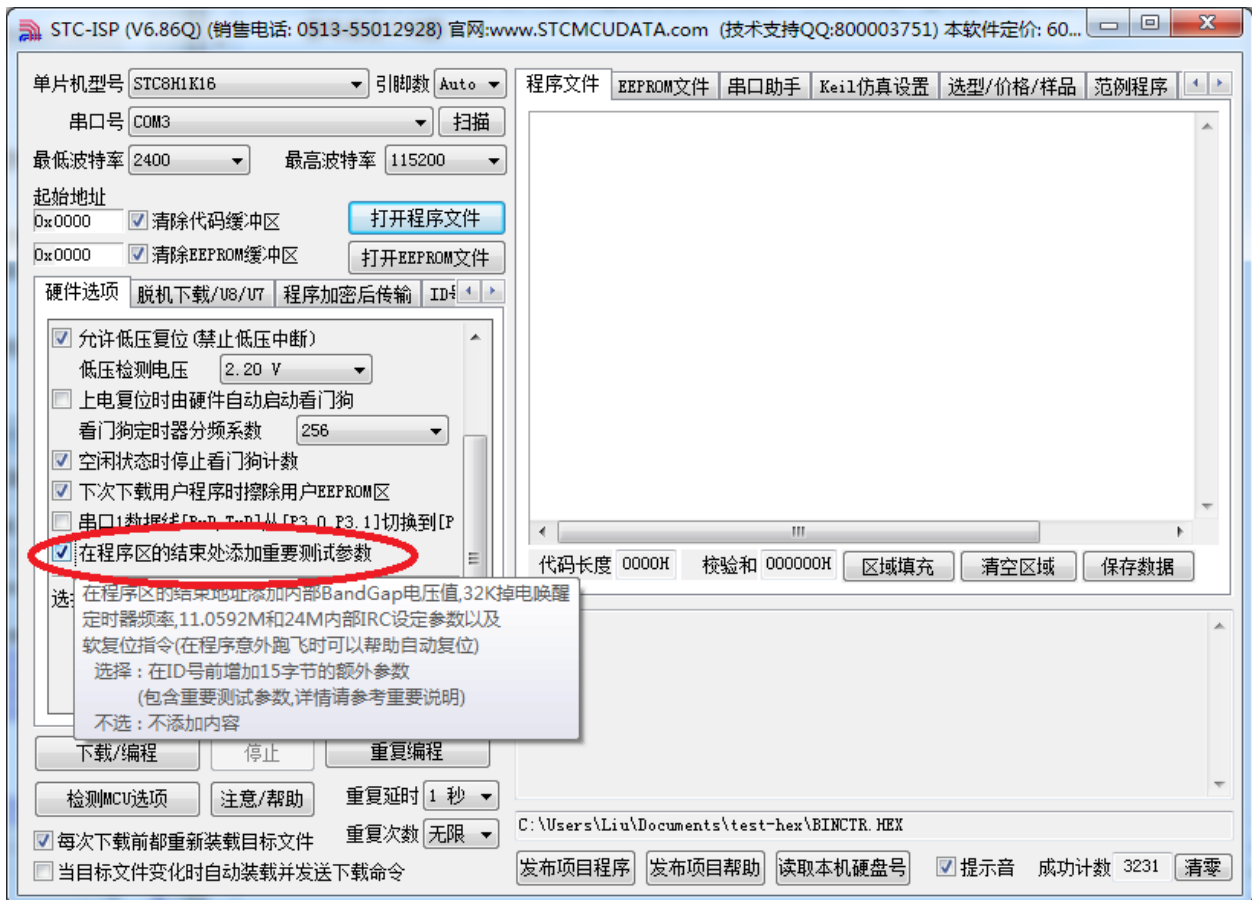 STC-ISP (V6.86Q) (销售电话: 0513-55012928) 官网:www.STCMCUDATA.com (技术支持QQ:800003751) 本软件定价: 60...
单片机型号 STC8H1K16 引脚数 Auto
串口号 COM3 扫描
最低波特率 2400 最高波特率 115200
起始地址
0x0000 清除代码缓冲区 打开程序文件
0x0000 清除EEPROM缓冲区 打开EEPROM文件
硬件选项 脱机下载/U8/U7 程序加密后传输
允许低压复位(禁止低压中断)
低压检测电压 2.20 V
上电复位时由硬件自动启动看门狗
看门狗定时器分频系数 256
空闲状态时停止看门狗计数
下次下载用户程序时擦除用户EEPROM区
串口1数据线[RxD,TxD]从[P3.0,P3.1]切换到[P
在程序区的结束处添加重要测试参数
在程序区的结束地址添加内部BandGap电压值,32K掉电唤醒
定时器频率,11.0592M和24M内部IRC设定参数以及
软复位指令(在程序意外跑飞时可以帮助自动复位)
选择 : 在ID号前增加15字节的额外参数
(包含重要测试参数,详情请参考重要说明)
不选 : 不添加内容
下载/编程 停止 重复编程
检测MCU选项 注意/帮助 重复延时 1 秒
每次下载前都重新装载目标文件 重复次数 无限
当目标文件变化时自动装载并发送下载命令
程序文件 EEPROM文件 串口助手 Keil仿真设置 选型/价格/样品 范例程序
代码长度 0000H 校验和 000000H 区域填充 清空区域 保存数据
C:\Users\Liu\Documents\test-hex\BINCTR.HEX
发布项目程序 发布项目帮助 读取本机硬盘号 提示音 成功计数 3231 清零